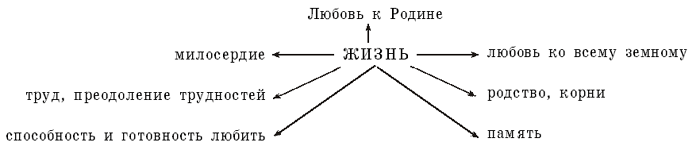 Любовь к Родине
милосердие ЖИЗНЬ любовь ко всему земному
труд, преодоление трудностей родство, корни
способность и готовность любить память